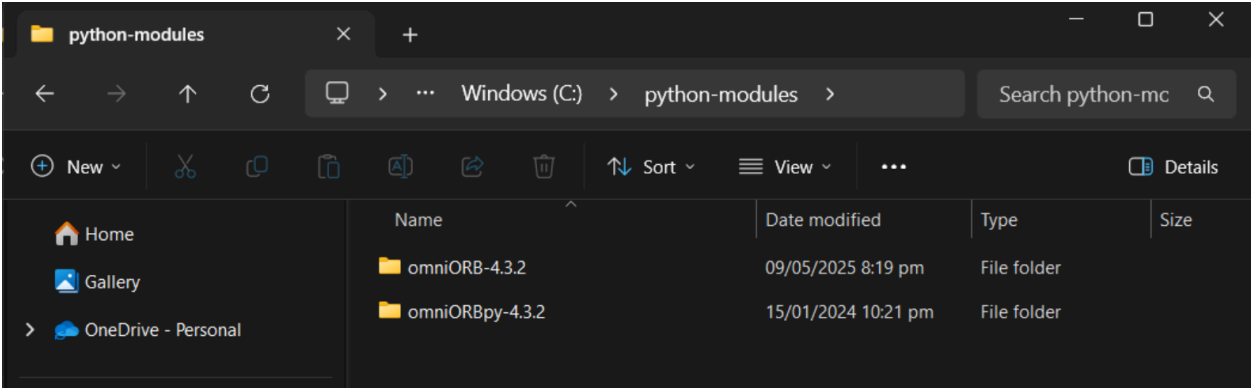 python-modules
Windows (C:) python-modules Search python-mc
New Sort View Details
Name Date modified Type Size
Home
omniORB-4.3.2 09/05/2025 8:19 pm File folder
Gallery
omniORBpy-4.3.2 15/01/2024 10:21 pm File folder
OneDrive - Personal